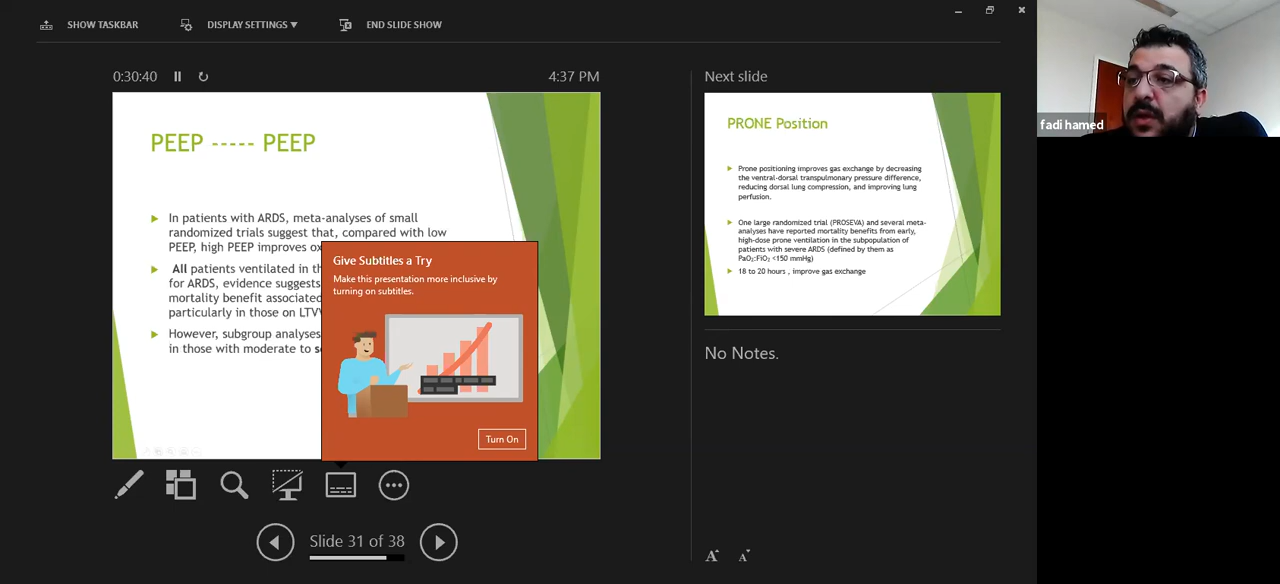 SHOW TASKBAR
DISPLAY SETTINGS ▼
END SLIDE SHOW
0:30:40
4:37 PM
PEEP ----- PEEP
In patients with ARDS, meta-analyses of small
randomized trials suggest that, compared with low
PEEP, high PEEP improves
All patients ventilated in
for ARDS, evidence suggests
mortality benefit associated
particularly in those on
However, subgroup analyses
in those with moderate to
Give Subtitles a Try
Make this presentation more inclusive by
turning on subtitles.
Turn On
Slide 31 of 38
Next slide
PRONE Position
Prone positioning improves gas exchange by decreasing
the ventral-dorsal transpulmonary pressure difference,
reducing dorsal lung compression, and improving lung
perfusion.
One large randomized trial (PROSEVA) and several meta-
analyses have reported mortality benefits from early,
high-dose prone ventilation in the subpopulation of
patients with severe ARDS (defined by them as
PaO₂:FiO₂ <150 mmHg)
18 to 20 hours , improve gas exchange
No Notes.
A A
fadi hamed